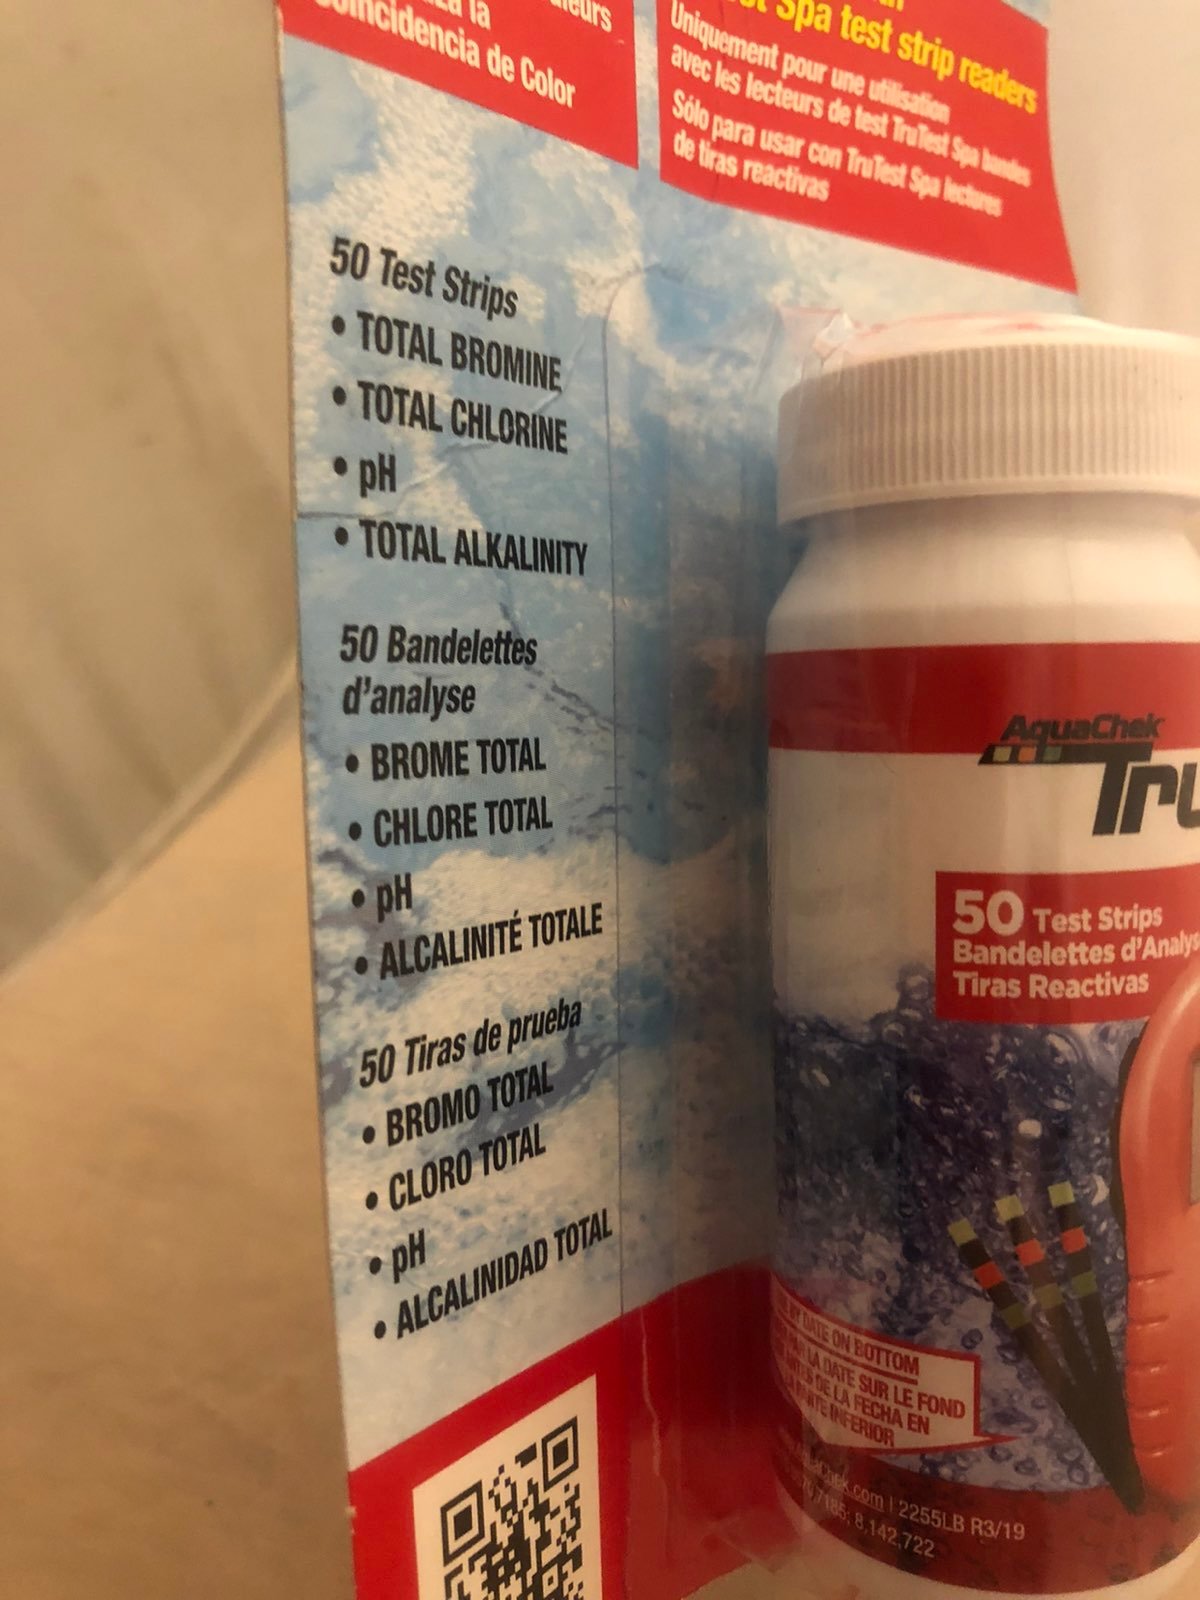 la
Coincidencia de Color
Spa test strip readers
Uniquement pour une utilisation
avec les lecteurs de test TruTest Spa bandes
Sólo para usar con TruTest Spa lectores
de tiras reactivas
50 Test Strips
• TOTAL BROMINE
• TOTAL CHLORINE
• pH
• TOTAL ALKALINITY
50 Bandelettes
d'analyse
• BROME TOTAL
• CHLORE TOTAL
• pH
• ALCALINITÉ TOTALE
50 Tiras de prueba
• BROMO TOTAL
• CLORO TOTAL
• pH
• ALCALINIDAD TOTAL
AquaChek
Tru
50 Test Strips
Bandelettes d'Analys
Tiras Reactivas
BY DATE ON BOTTOM
LA DATE SUR LE FOND
DE LA FECHA EN
PARTE INFERIOR
2255LB R3/19
8,142,722